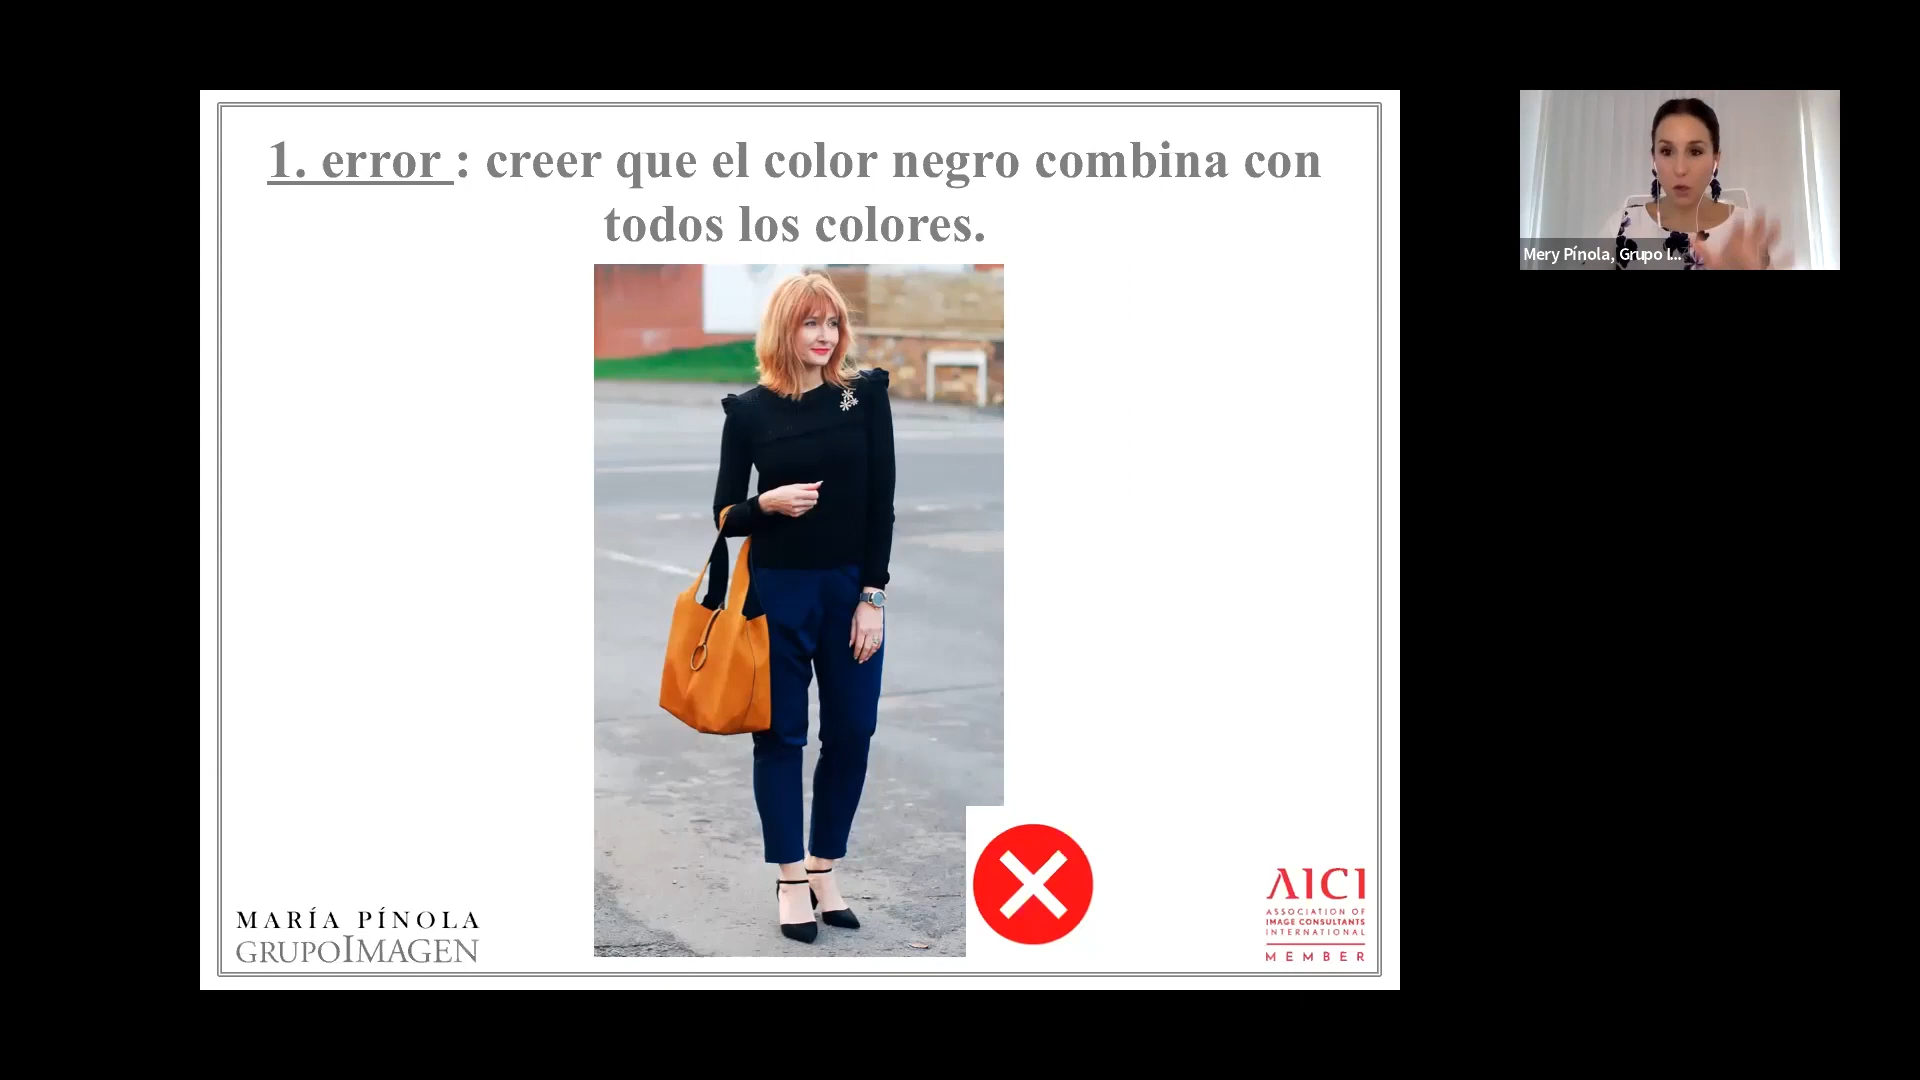 1. error : creer que el color negro combina con
todos los colores.
MARÍA PÍNOLA
GRUPOIMAGEN
AICI
ASSOCIATION OF
IMAGE CONSULTANTS
INTERNATIONAL
MEMBER
Mery Pínola, Grupo I...